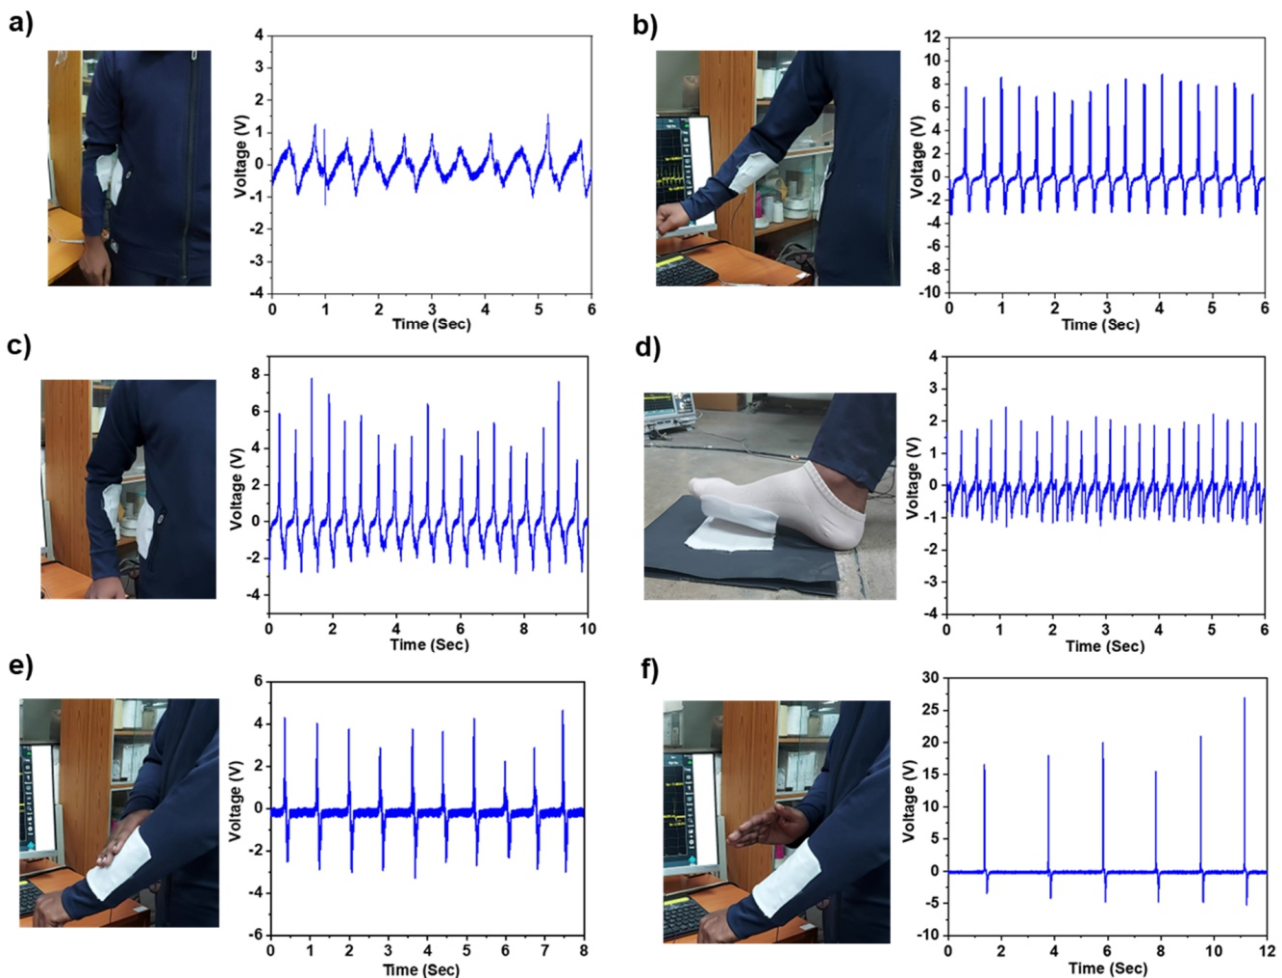 a)
4
3
2
1
0
-1
-2
-3
-4
Voltage (V)
0 1 2 3 4 5 6
Time (Sec)
b)
12
10
8
6
4
2
0
-2
-4
-6
-8
-10
Voltage (V)
0 1 2 3 4 5 6
Time (Sec)
c)
8
6
4
2
0
-2
-4
Voltage (V)
0 2 4 6 8 10
Time (Sec)
d)
4
3
2
1
0
-1
-2
-3
-4
Voltage (V)
0 1 2 3 4 5 6
Time (Sec)
e)
6
4
2
0
-2
-4
-6
Voltage (V)
0 1 2 3 4 5 6 7 8
Time (Sec)
f)
30
25
20
15
10
5
0
-5
-10
Voltage (V)
0 2 4 6 8 10 12
Time (Sec)